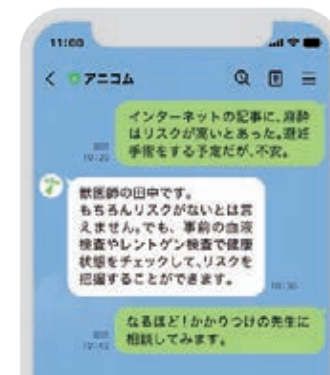 11:00
アニコム
インターネットの記事に、麻酔
はリスクが高いとあった。避妊
手術をする予定だが、不安。
獣医師の田中です。
もちろんリスクがないとは言
えません。でも、事前の血液
検査やレントゲン検査で健康
状態をチェックして、リスクを
把握することができます。
なるほど！かかりつけの先生に
相談してみます。